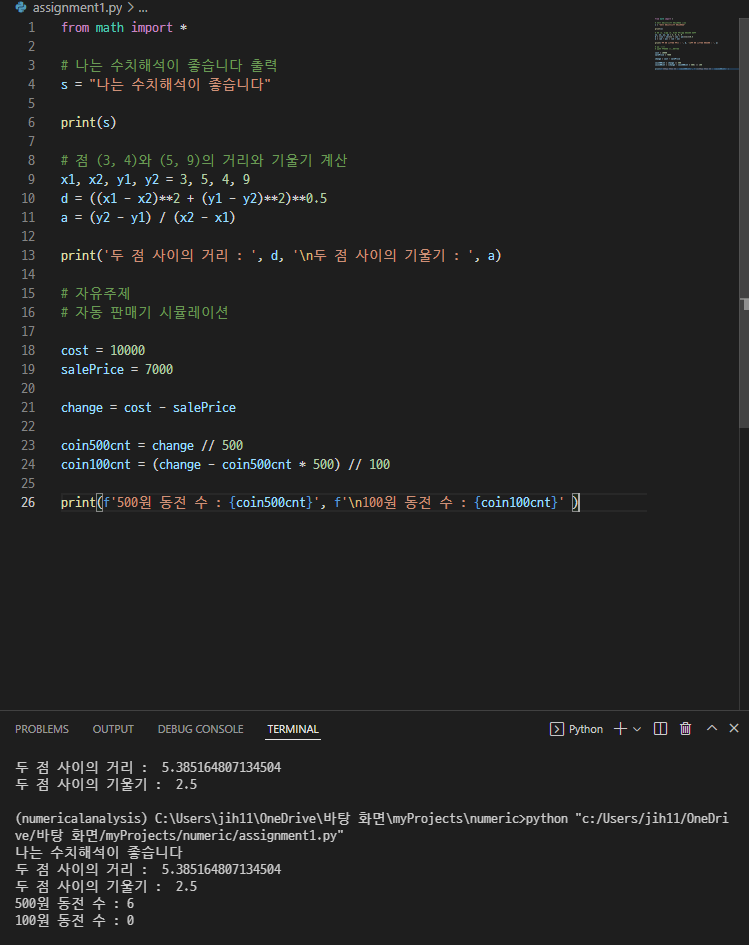 assignment1.py > ...
1 from math import *
2
3 # 나는 수치해석이 좋습니다 출력
4 s = "나는 수치해석이 좋습니다"
5
6 print(s)
7
8 # 점 (3, 4)와 (5, 9)의 거리와 기울기 계산
9 x1, x2, y1, y2 = 3, 5, 4, 9
10 d = ((x1 - x2)**2 + (y1 - y2)**2)**0.5
11 a = (y2 - y1) / (x2 - x1)
12
13 print('두 점 사이의 거리 : ', d, '\n두 점 사이의 기울기 : ', a)
14
15 # 자유주제
16 # 자동 판매기 시뮬레이션
17
18 cost = 10000
19 salePrice = 7000
20
21 change = cost - salePrice
22
23 coin500cnt = change // 500
24 coin100cnt = (change - coin500cnt * 500) // 100
25
26 print(f'500원 동전 수 : {coin500cnt}', f'\n100원 동전 수 : {coin100cnt}' )
PROBLEMS OUTPUT DEBUG CONSOLE TERMINAL Python
두 점 사이의 거리 :  5.385164807134504
두 점 사이의 기울기 :  2.5
(numericalanalysis) C:\Users\jih11\OneDrive\바탕 화면\myProjects\numeric>python "c:/Users/jih11/OneDri
ve/바탕 화면/myProjects/numeric/assignment1.py"
나는 수치해석이 좋습니다
두 점 사이의 거리 :  5.385164807134504
두 점 사이의 기울기 :  2.5
500원 동전 수 : 6
100원 동전 수 : 0